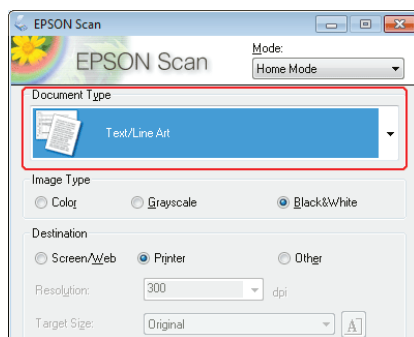 EPSON Scan
EPSON Scan
Mode:
Home Mode
Document Type
Text/Line Art
Image Type
Color Grayscale Black&White
Destination
Screen/Web Printer Other
Resolution: 300 dpi
Target Size: Original A